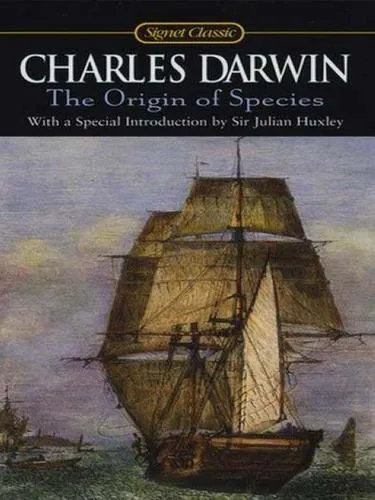 Signet Classic
CHARLES DARWIN
The Origin of Species
With a Special Introduction by Sir Julian Huxley